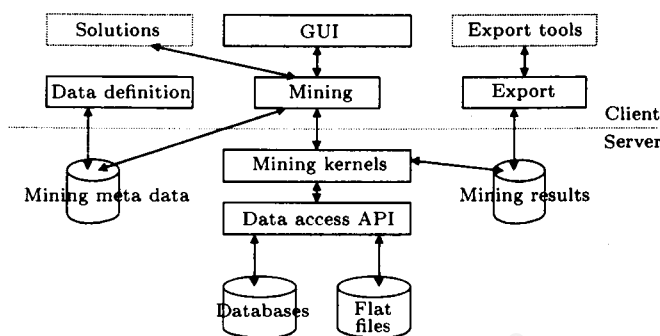 Solutions
GUI
Export tools
Data definition
Mining
Export
Client
Server
Mining kernels
Mining meta data
Mining results
Data access API
Databases
Flat
files